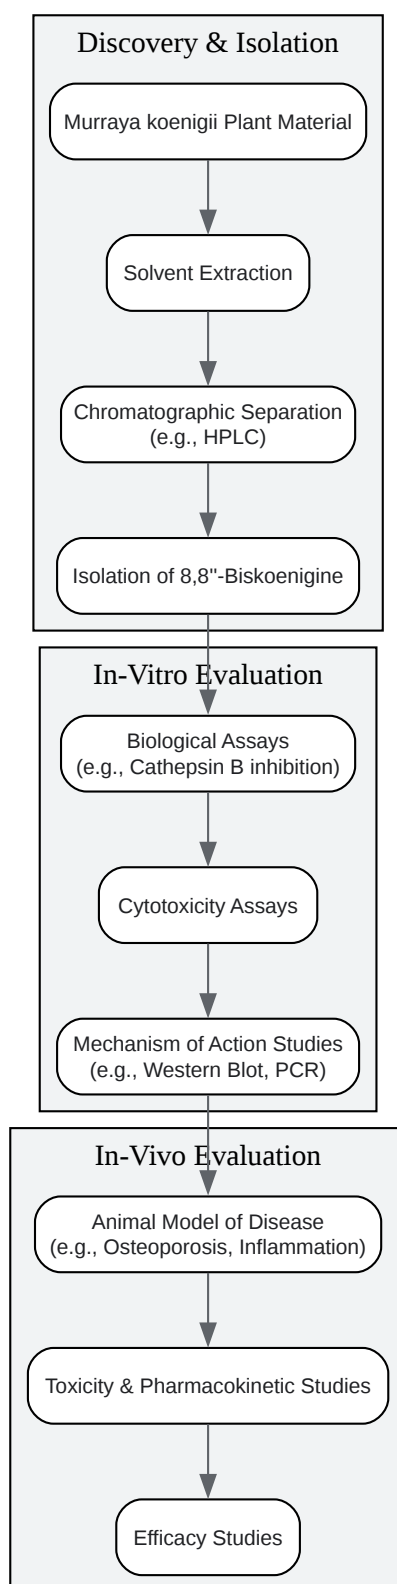 Discovery & Isolation
Murraya koenigii Plant Material
Solvent Extraction
Chromatographic Separation
(e.g., HPLC)
Isolation of 8,8''-Biskoenigine
In-Vitro Evaluation
Biological Assays
(e.g., Cathepsin B inhibition)
Cytotoxicity Assays
Mechanism of Action Studies
(e.g., Western Blot, PCR)
In-Vivo Evaluation
Animal Model of Disease
(e.g., Osteoporosis, Inflammation)
Toxicity & Pharmacokinetic Studies
Efficacy Studies